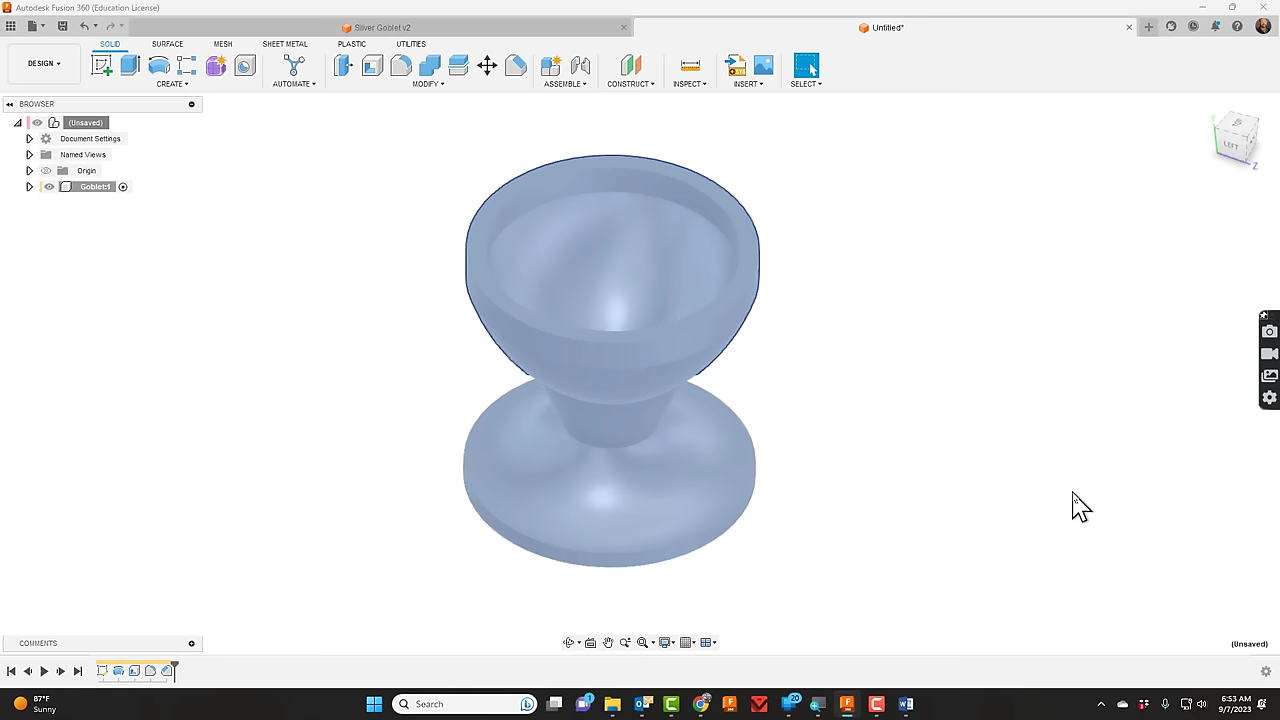 Autodesk Fusion 360 (Education License)
Silver Goblet v2
Untitled*
DESIGN
SOLID
SURFACE
MESH
SHEET METAL
PLASTIC
UTILITIES
CREATE
AUTOMATE
MODIFY
ASSEMBLE
CONSTRUCT
INSPECT
INSERT
SELECT
BROWSER
(Unsaved)
Document Settings
Named Views
Origin
Goblet:1
LEFT
Z
COMMENTS
(Unsaved)
87°F
Sunny
Search
1
20
6:53 AM
9/7/2023